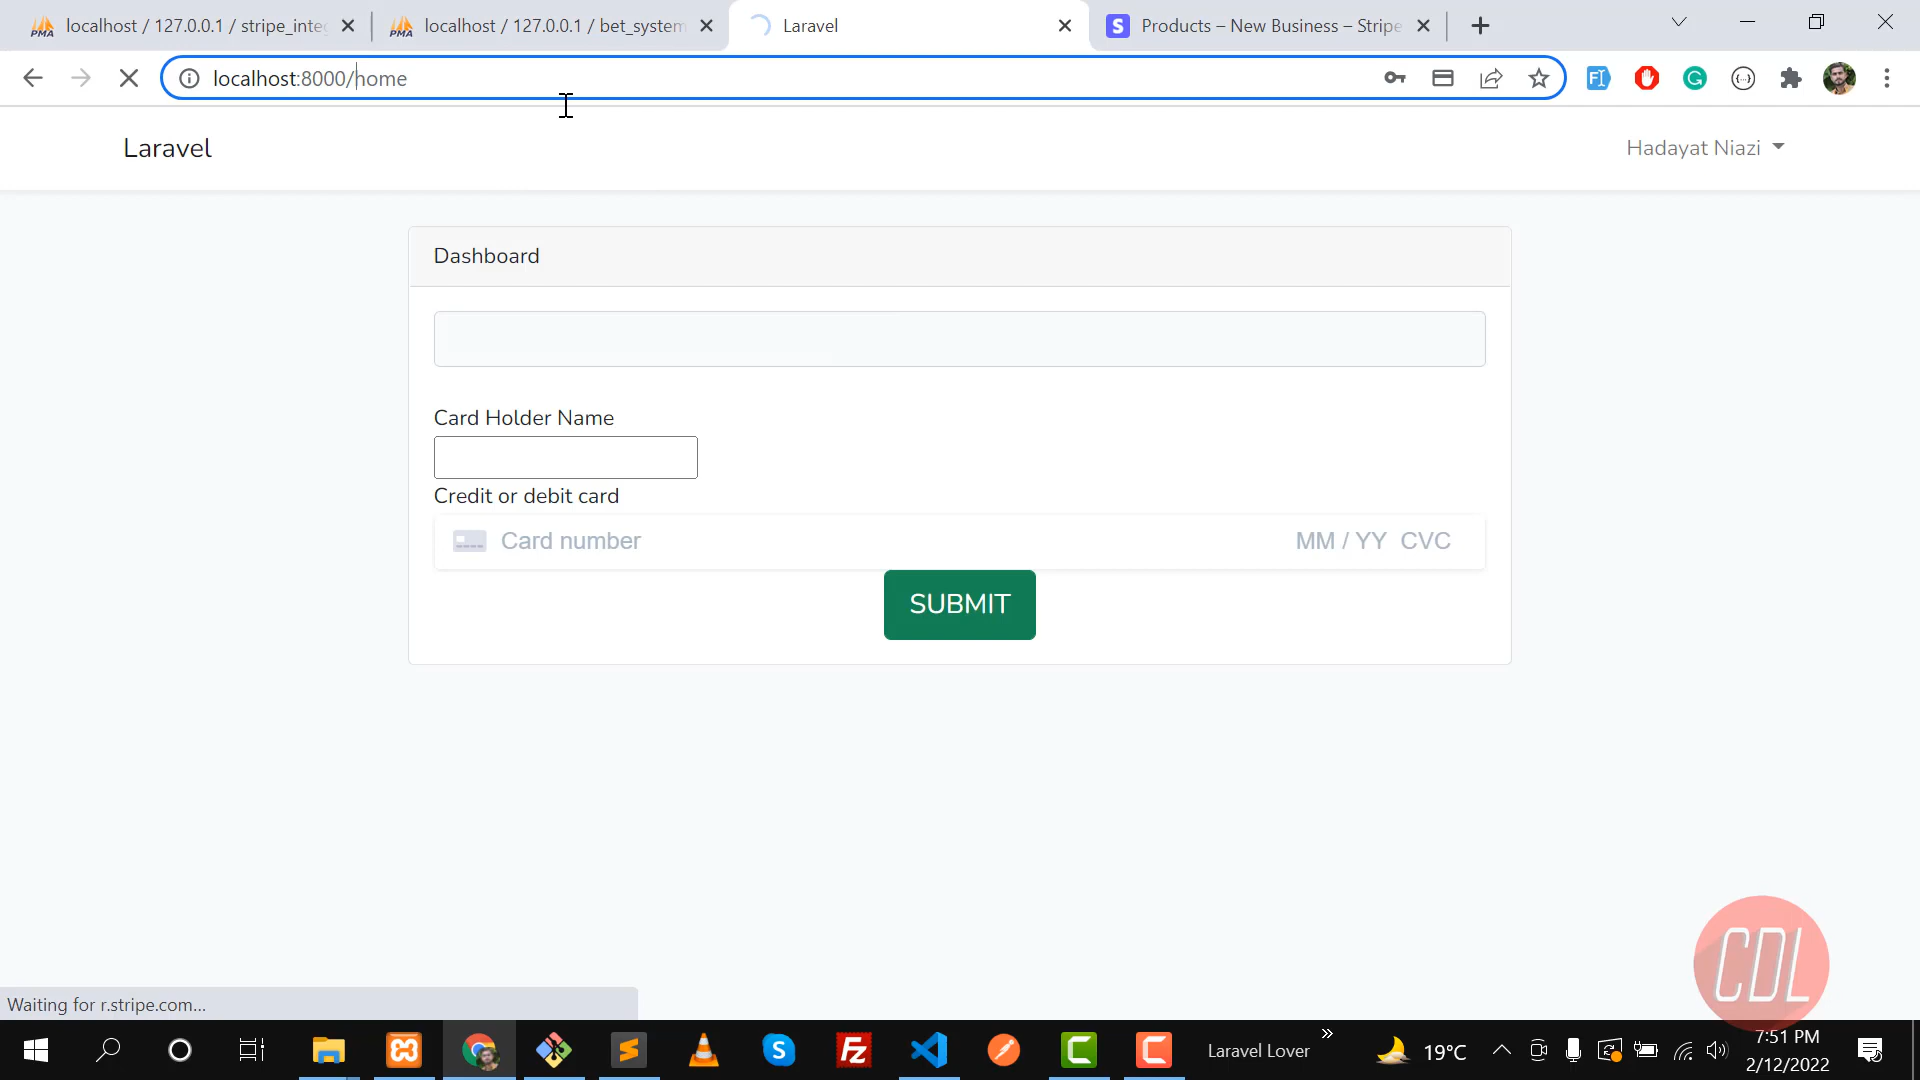 localhost / 127.0.0.1 / stripe_inte
localhost / 127.0.0.1 / bet_system
Laravel
Products – New Business – Stripe
localhost:8000/home
Laravel
Hadayat Niazi
Dashboard
Card Holder Name
Credit or debit card
Card number
MM / YY CVC
SUBMIT
CDL
Waiting for r.stripe.com...
Laravel Lover
19°C
7:51 PM
2/12/2022